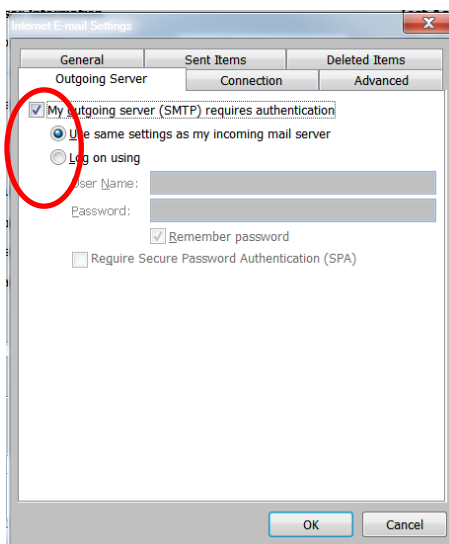 Internet E-mail Settings
General Sent Items Deleted Items
Outgoing Server Connection Advanced
My outgoing server (SMTP) requires authentication
Use same settings as my incoming mail server
Log on using
User Name:
Password:
Remember password
Require Secure Password Authentication (SPA)
OK Cancel